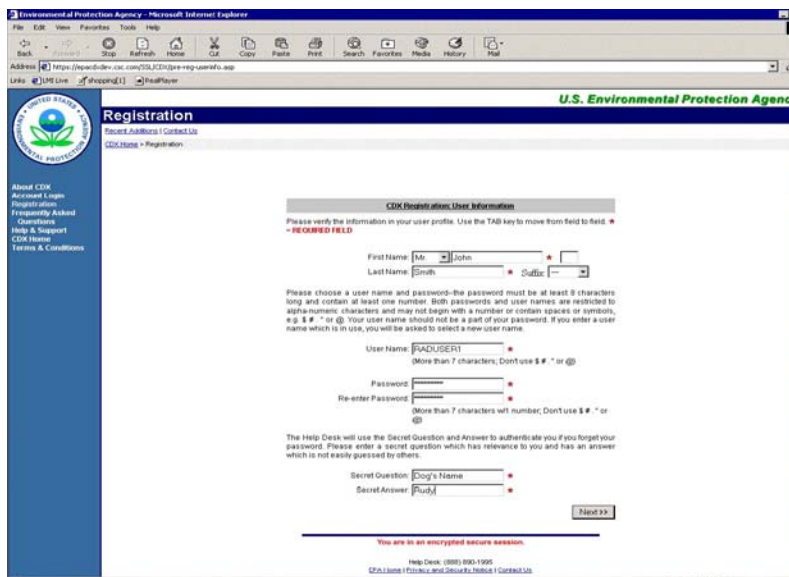 Environmental Protection Agency - Microsoft Internet Explorer
File Edit View Favorites Tools Help
Back Forward Stop Refresh Home Cut Copy Paste Print Search Favorites Media History Mail
Address https://epacdxdev.csc.com/SSL/CDX/pre-reg-userinfo.asp
Links LMI Live shopping[1] RealPlayer
U.S. Environmental Protection Agenc
Registration
Recent Additions | Contact Us
CDX Home > Registration
UNITED STATES
ENVIRONMENTAL PROTECTION
About CDX
Account Login
Registration
Frequently Asked
Questions
Help & Support
CDX Home
Terms & Conditions
CDX Registration: User Information
Please verify the information in your user profile. Use the TAB key to move from field to field. *
= REQUIRED FIELD
First Name: Mr. John *
Last Name: Smith * Suffix: ---
Please choose a user name and password--the password must be at least 8 characters
long and contain at least one number. Both passwords and user names are restricted to
alpha-numeric characters and may not begin with a number or contain spaces or symbols,
e.g. $ # . " or @. Your user name should not be a part of your password. If you enter a user
name which is in use, you will be asked to select a new user name.
User Name: RADUSER1 *
(More than 7 characters; Don't use $ # . " or @)
Password: *
Re-enter Password: *
(More than 7 characters w/1 number; Don't use $ # . " or
@)
The Help Desk will use the Secret Question and Answer to authenticate you if you forget your
password. Please enter a secret question which has relevance to you and has an answer
which is not easily guessed by others.
Secret Question: Dog's Name *
Secret Answer: Rudy *
Next >>
You are in an encrypted secure session.
Help Desk: (888) 890-1995
EPA Home | Privacy and Security Notice | Contact Us